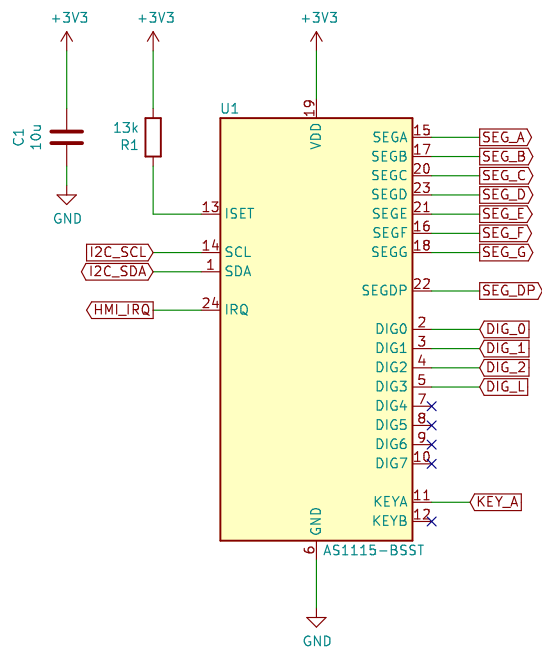 +3V3
+3V3
+3V3
C1
10u
13k
R1
GND
U1
19
VDD
13
ISET
14
SCL
1
SDA
24
IRQ
I2C_SCL
I2C_SDA
HMI_IRQ
SEGA
15
SEG_A
SEGB
17
SEG_B
SEGC
20
SEG_C
SEGD
23
SEG_D
SEGE
21
SEG_E
SEGF
16
SEG_F
SEGG
18
SEG_G
SEGDP
22
SEG_DP
DIG0
2
DIG_0
DIG1
3
DIG_1
DIG2
4
DIG_2
DIG3
5
DIG_L
DIG4
7
DIG5
8
DIG6
9
DIG7
10
KEYA
11
KEY_A
KEYB
12
GND
6
AS1115-BSST
GND